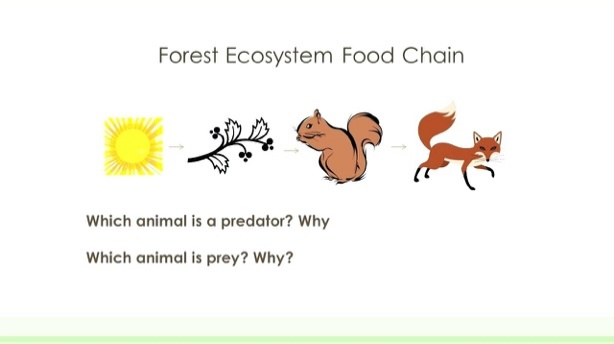 Forest Ecosystem Food Chain
Which animal is a predator? Why
Which animal is prey? Why?